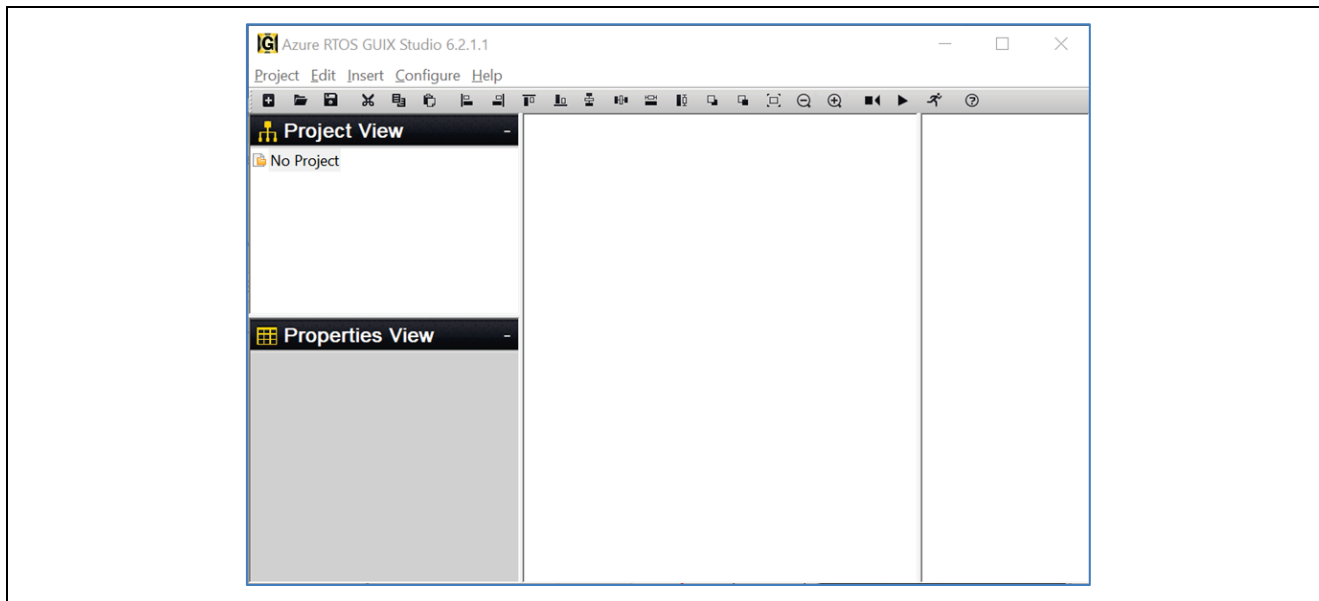 Azure RTOS GUIX Studio 6.2.1.1
Project Edit Insert Configure Help
Project View -
No Project
Properties View -